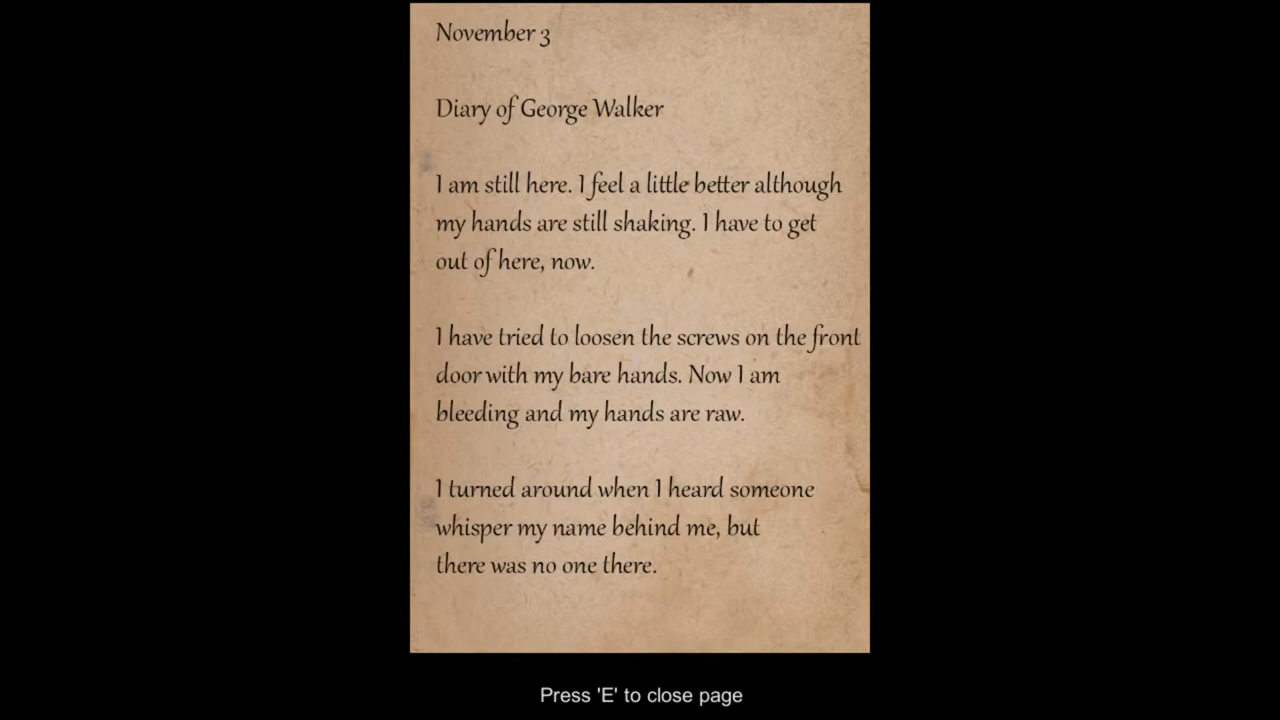 November 3
Diary of George Walker
I am still here. I feel a little better although
my hands are still shaking. I have to get
out of here, now.
I have tried to loosen the screws on the front
door with my bare hands. Now I am
bleeding and my hands are raw.
I turned around when I heard someone
whisper my name behind me, but
there was no one there.
Press 'E' to close page